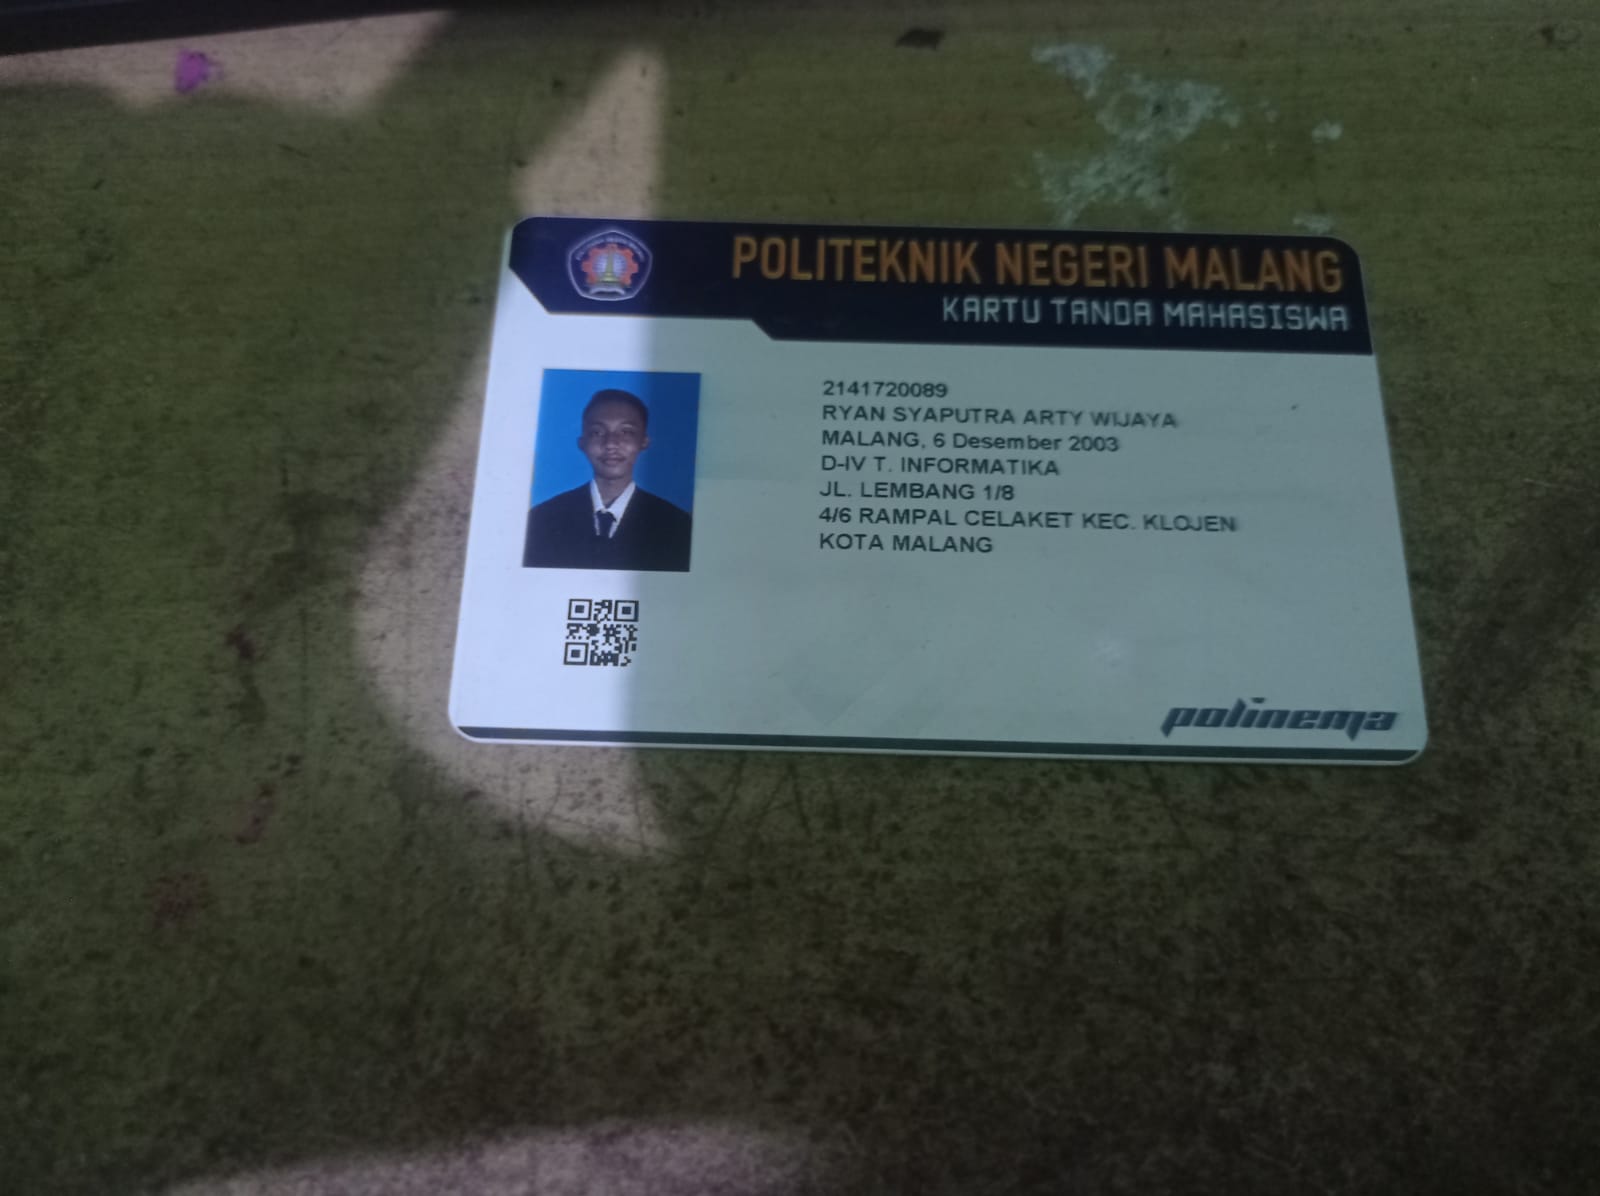 POLITEKNIK NEGERI MALANG
KARTU TANDA MAHASISWA
2141720089
RYAN SYAPUTRA ARTY WIJAYA
MALANG, 6 Desember 2003
D-IV T. INFORMATIKA
JL. LEMBANG 1/8
4/6 RAMPAL CELAKET KEC. KLOJEN
KOTA MALANG
polinema